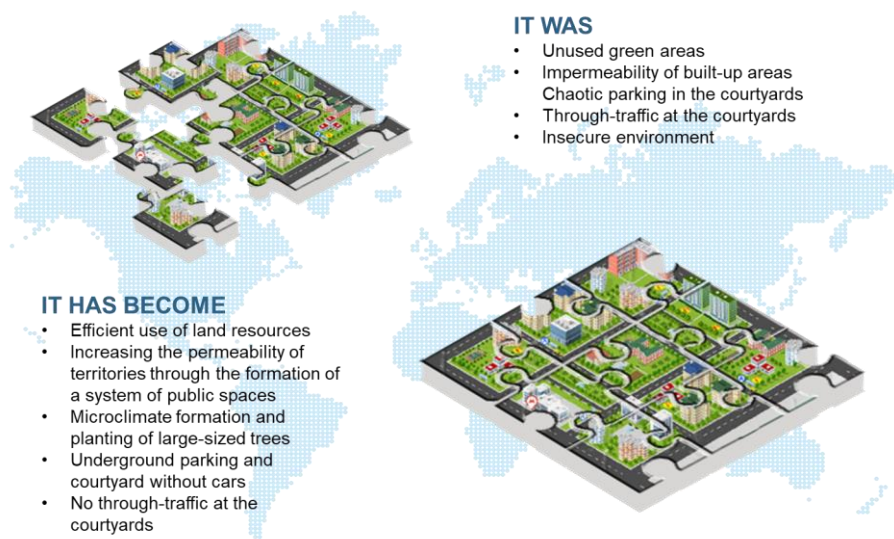 IT WAS
• Unused green areas
• Impermeability of built-up areas
Chaotic parking in the courtyards
• Through-traffic at the courtyards
• Insecure environment
IT HAS BECOME
• Efficient use of land resources
• Increasing the permeability of
territories through the formation of
a system of public spaces
• Microclimate formation and
planting of large-sized trees
• Underground parking and
courtyard without cars
• No through-traffic at the
courtyards